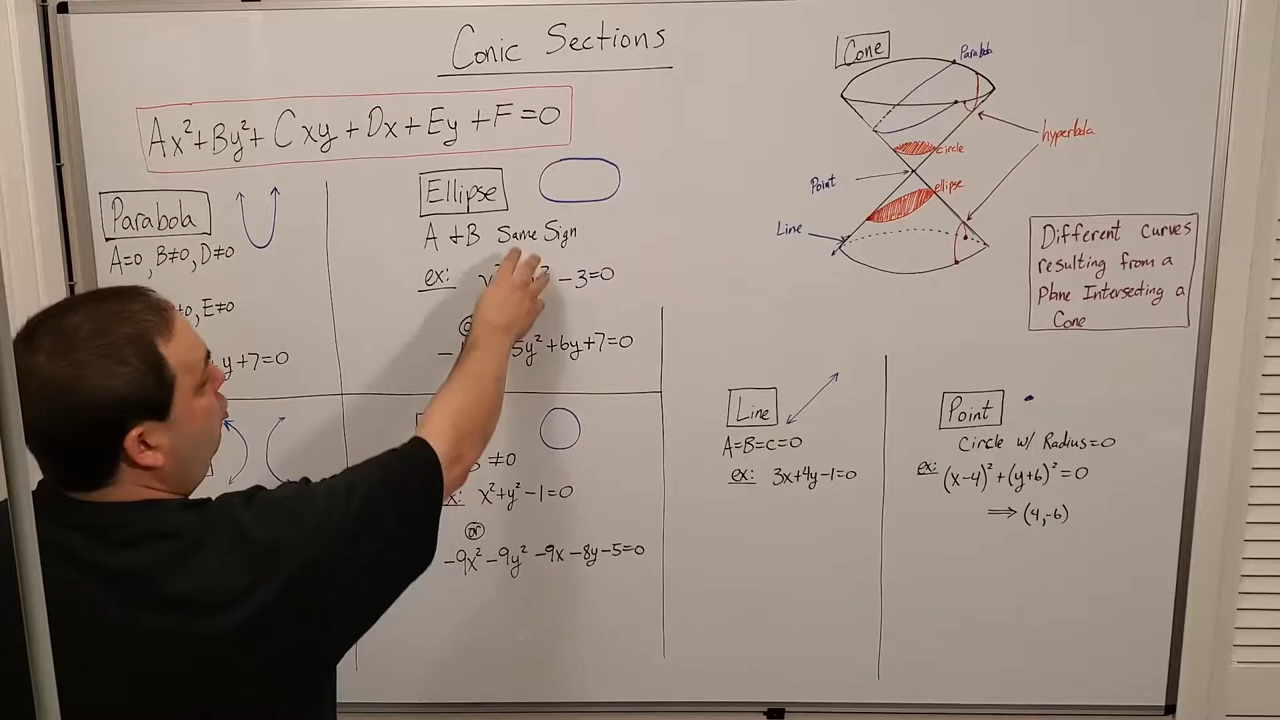 Conic Sections
Ax²+By²+Cxy+Dx+Ey+F=0
Parabola
A=0, B≠0, D≠0
≠0, E≠0
y+7=0
Ellipse
A + B Same Sign
ex: −3=0
or
5y²+6y+7=0
≠0
x²+y²−1=0
or
−9x²−9y²−9x−8y−5=0
Cone
Parabola
hyperbola
circle
Point
ellipse
Line
Different curves
resulting from a
Plane Intersecting a
Cone
Line
A=B=C=0
ex: 3x+4y−1=0
Point
Circle w/ Radius=0
ex: (x−4)²+(y+6)²=0
⟹(4,−6)